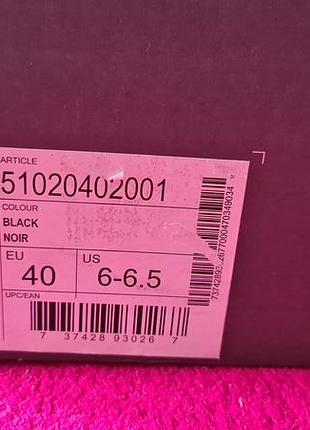 ARTICLE
51020402001
COLOUR
BLACK
NOIR
EU
40
US
6-6.5
UPC/EAN
7 37428 93026 7